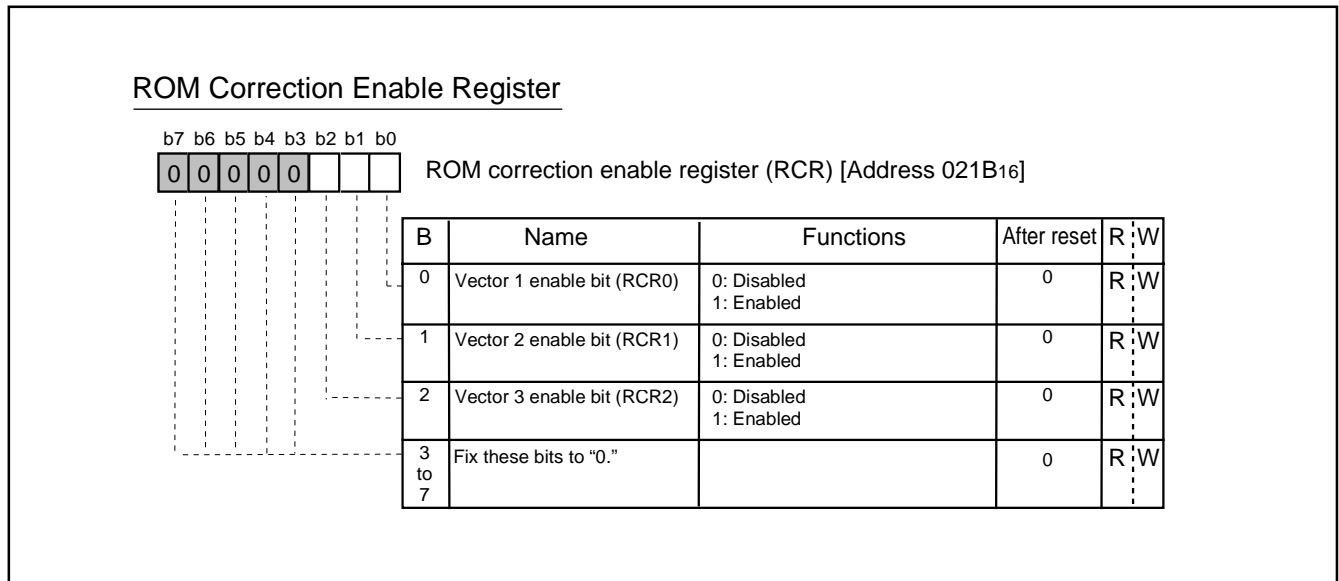 ROM Correction Enable Register
b7 b6 b5 b4 b3 b2 b1 b0
0 0 0 0 0
ROM correction enable register (RCR) [Address 021B16]
B Name Functions After reset R W
0 Vector 1 enable bit (RCR0) 0: Disabled 0 R W
1: Enabled
1 Vector 2 enable bit (RCR1) 0: Disabled 0 R W
1: Enabled
2 Vector 3 enable bit (RCR2) 0: Disabled 0 R W
1: Enabled
3 Fix these bits to “0.” 0 R W
to
7